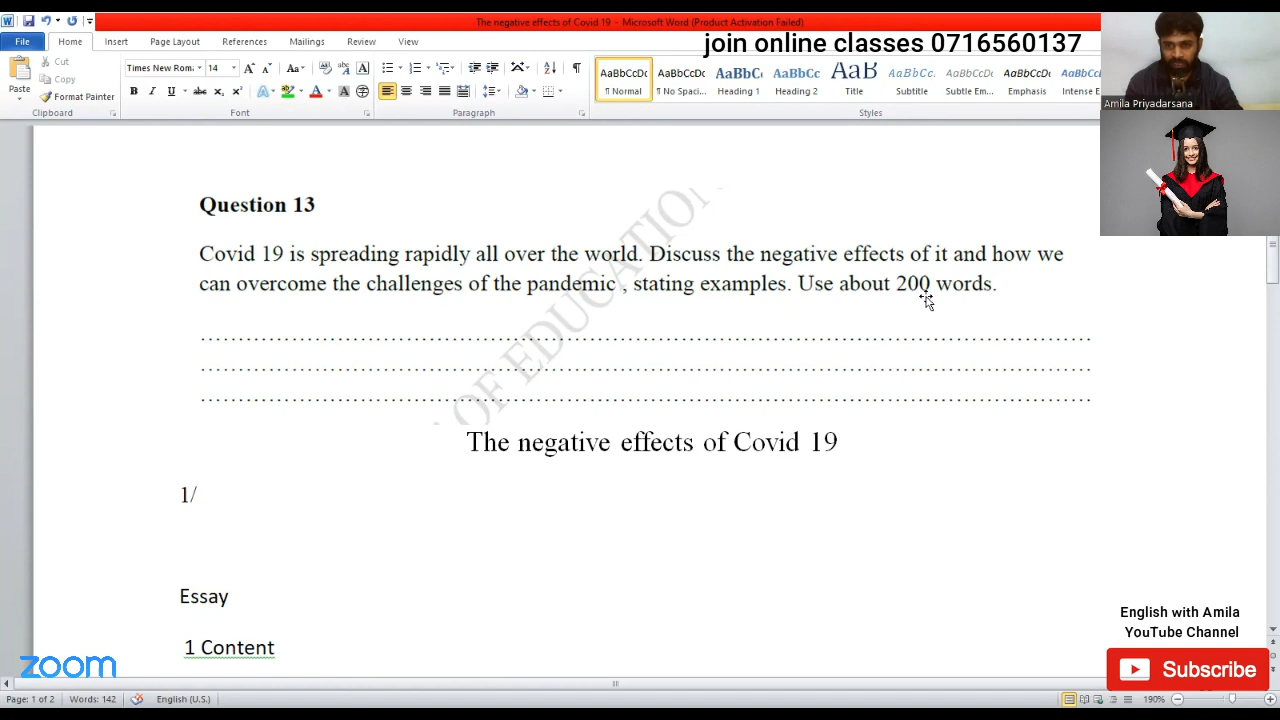 The negative effects of Covid 19 - Microsoft Word (Product Activation Failed)
join online classes 0716560137
File Home Insert Page Layout References Mailings Review View
Paste
Cut
Copy
Format Painter
Times New Rom 14
AaBbCcDc AaBbCcDc AaBbC AaBbCc AaB AaBbCc. AaBbCcDc AaBbCcDc AaBbCcDc
¶ Normal ¶ No Spaci... Heading 1 Heading 2 Title Subtitle Subtle Em... Emphasis Intense E
Clipboard Font Paragraph Styles
Amila Priyadarsana
OF EDUCATION
Question 13
Covid 19 is spreading rapidly all over the world. Discuss the negative effects of it and how we
can overcome the challenges of the pandemic , stating examples. Use about 200 words.
The negative effects of Covid 19
1/
Essay
1 Content
English with Amila
YouTube Channel
Subscribe
zoom
Page: 1 of 2 Words: 142 English (U.S.) 190%